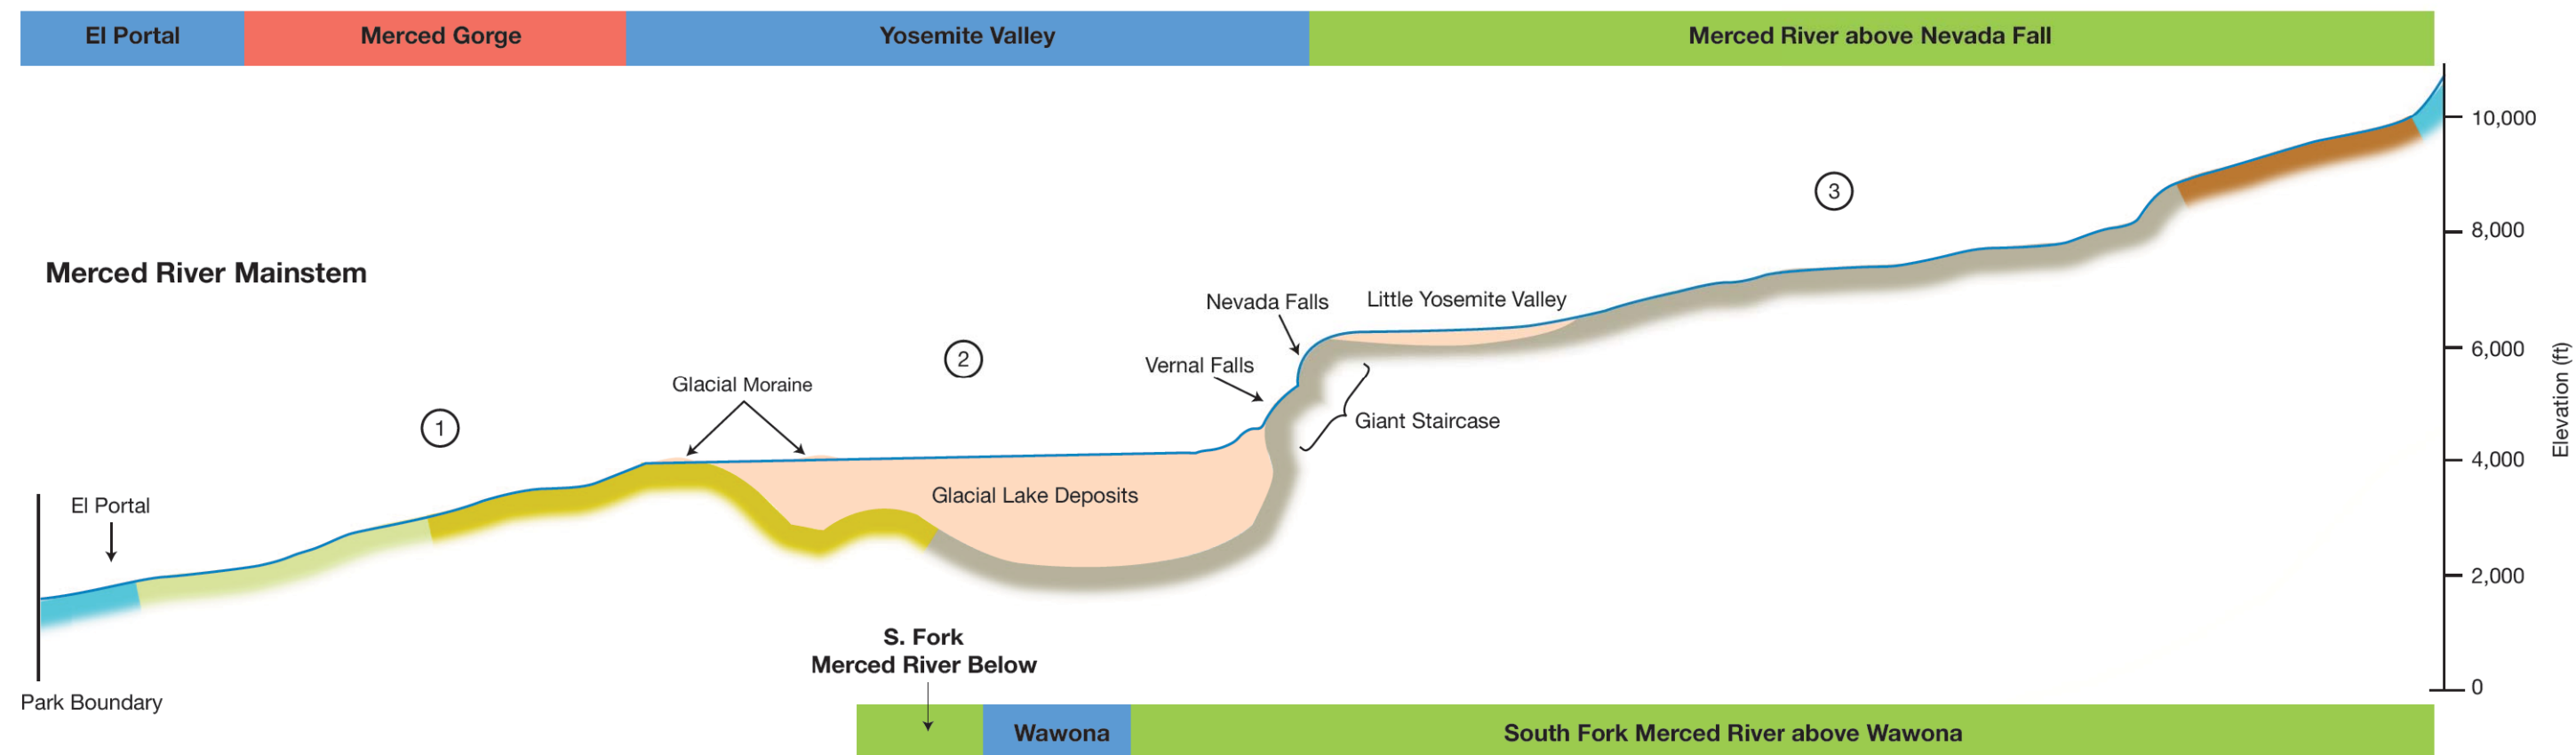 El Portal
Merced Gorge
Yosemite Valley
Merced River above Nevada Fall
10,000
3
8,000
Merced River Mainstem
Nevada Falls
Little Yosemite Valley
6,000
2
Vernal Falls
Elevation (ft)
Glacial Moraine
1
Giant Staircase
4,000
Glacial Lake Deposits
El Portal
2,000
S. Fork
Merced River Below
Park Boundary
0
Wawona
South Fork Merced River above Wawona